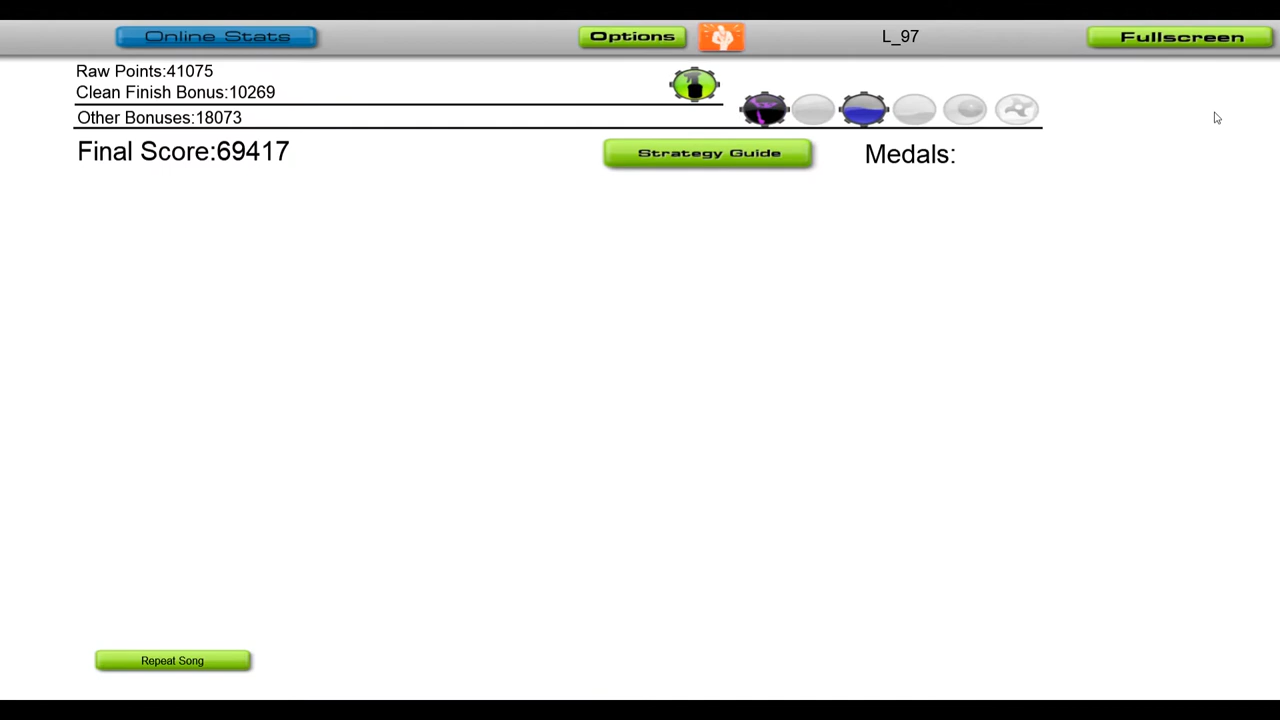 Online Stats
Options
L_97
Fullscreen
Raw Points:41075
Clean Finish Bonus:10269
Other Bonuses:18073
Final Score:69417
Strategy Guide
Medals:
Repeat Song